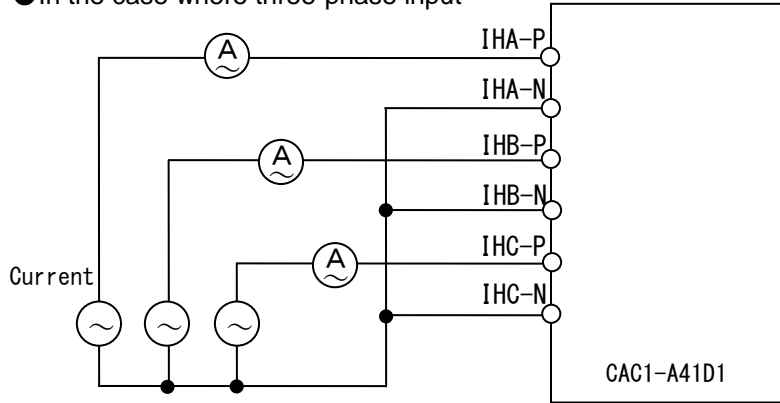 ●In the case where three-phase input
A
IHA-P
IHA-N
A
IHB-P
IHB-N
A
IHC-P
Current
IHC-N
CAC1-A41D1